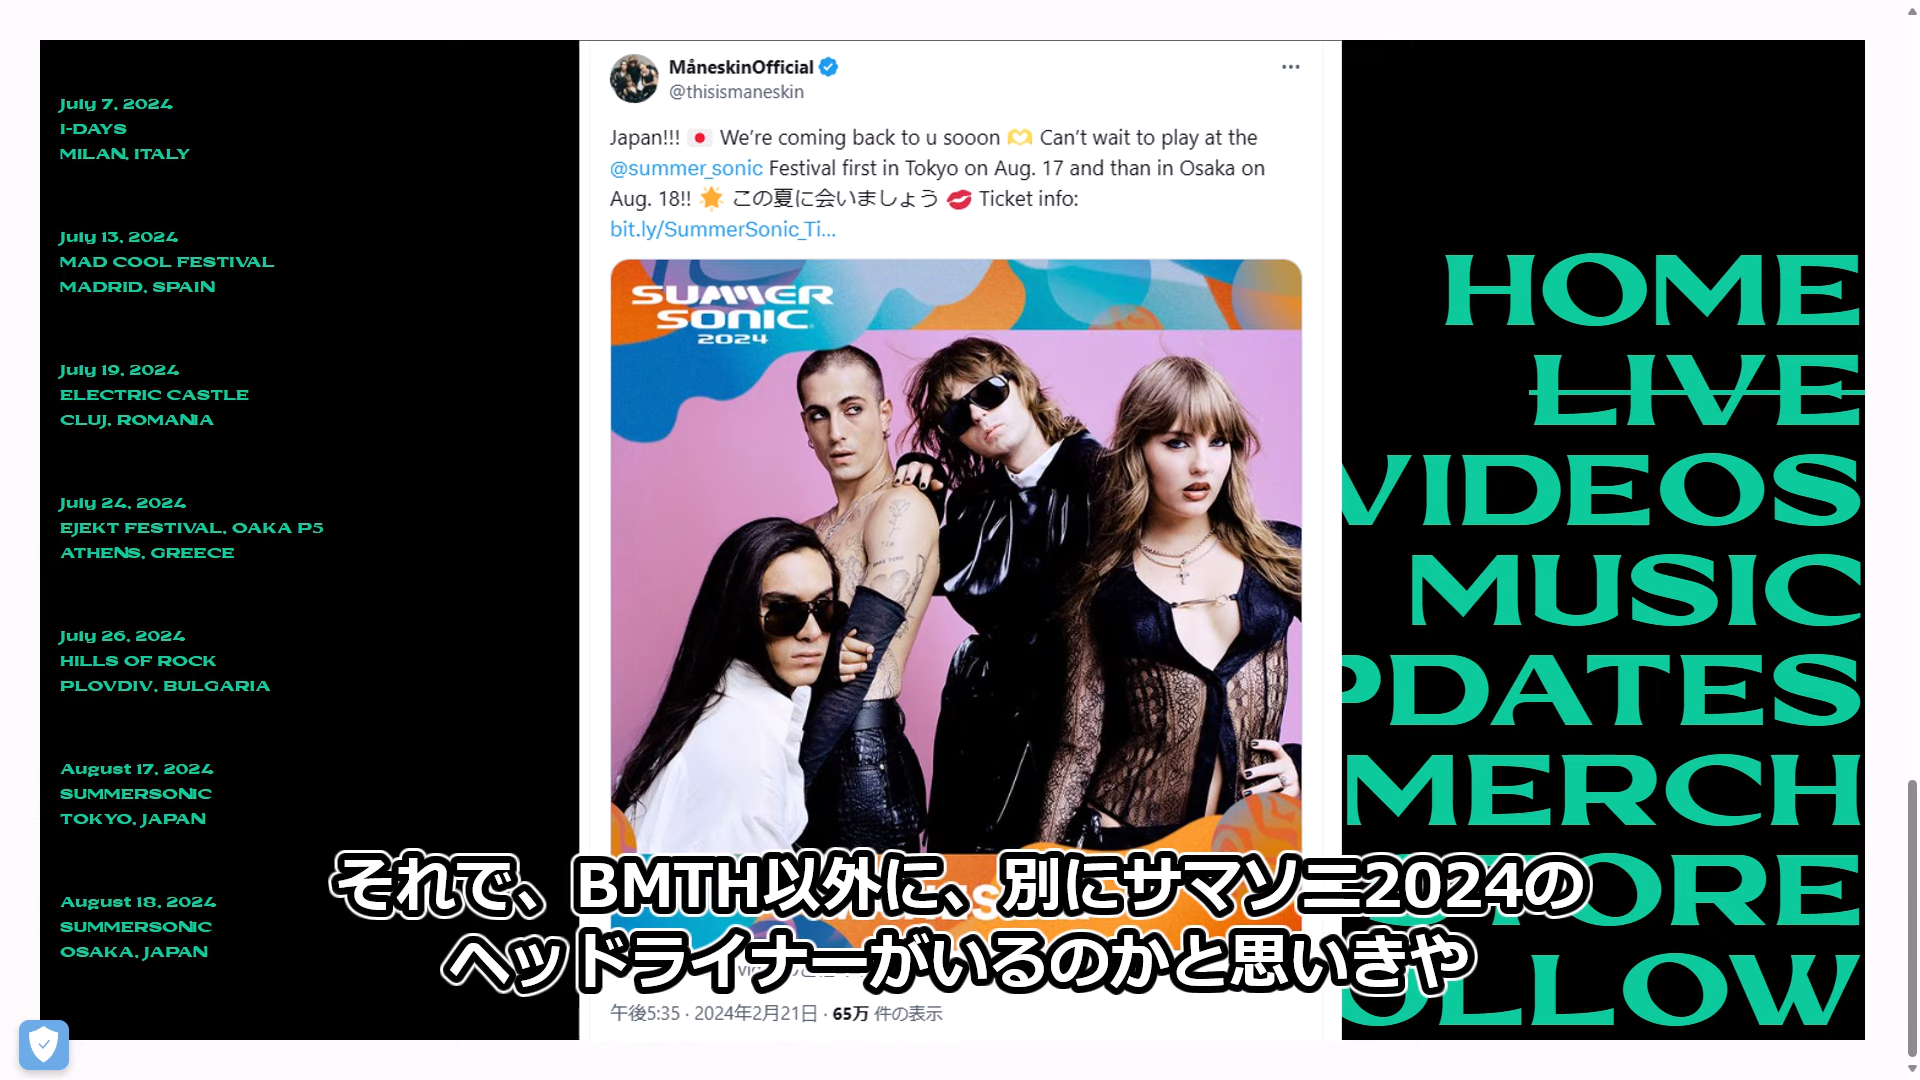 July 7, 2024
I-DAYS
MILAN, ITALY
July 13, 2024
MAD COOL FESTIVAL
MADRID, SPAIN
July 19, 2024
ELECTRIC CASTLE
CLUJ, ROMANIA
July 24, 2024
EJEKT FESTIVAL, OAKA P5
ATHENS, GREECE
July 26, 2024
HILLS OF ROCK
PLOVDIV, BULGARIA
August 17, 2024
SUMMERSONIC
TOKYO, JAPAN
August 18, 2024
SUMMERSONIC
OSAKA, JAPAN
MåneskinOfficial
@thisismaneskin
Japan!!! 🇯🇵 We're coming back to u sooon 🫶 Can't wait to play at the
@summer_sonic Festival first in Tokyo on Aug. 17 and than in Osaka on
Aug. 18!! 🌟 この夏に会いましょう 💋 Ticket info:
bit.ly/SummerSonic_Ti...
SUMMER
SONIC
2024
午後5:35 · 2024年2月21日 · 65万 件の表示
HOME
LIVE
VIDEOS
MUSIC
PDATES
MERCH
STORE
OLLOW
それで、BMTH以外に、別にサマソニ2024の
ヘッドライナーがいるのかと思いきや